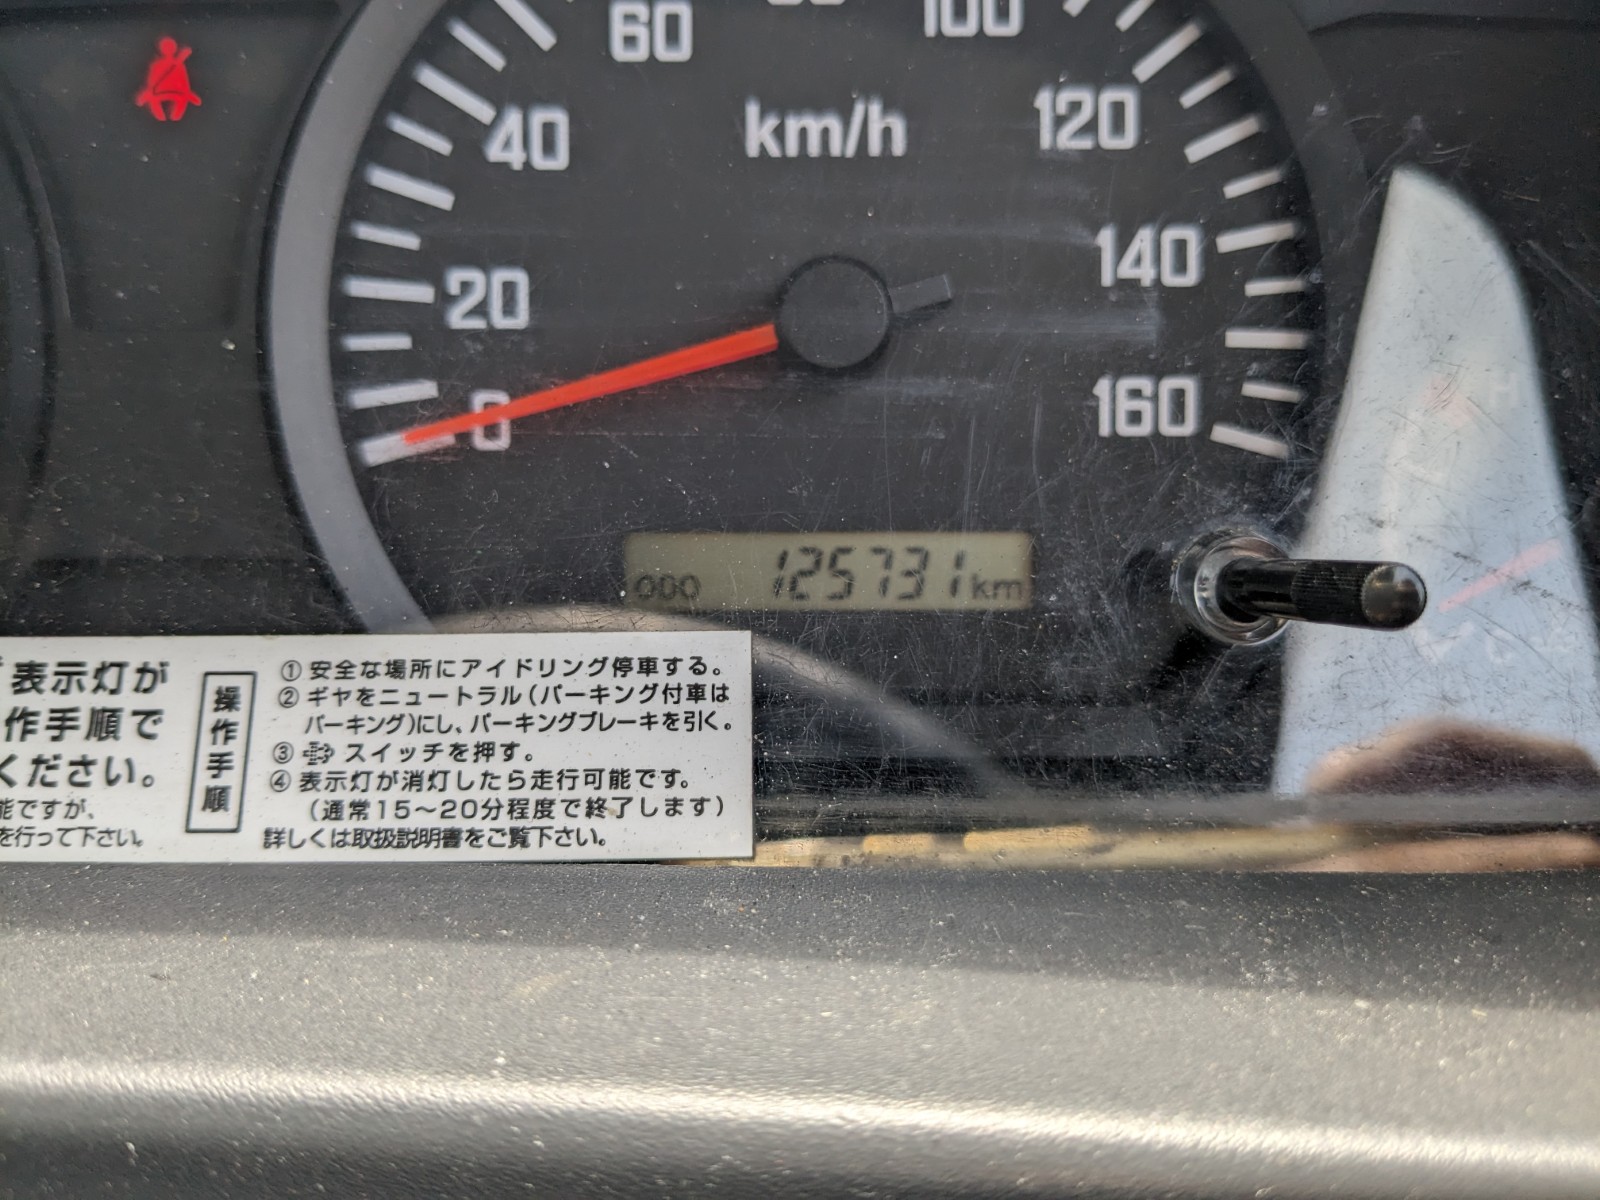 60
100
40
km/h
120
20
140
0
160
ODO 125731 km
表示灯が
作手順で
ください。
能ですが、
を行って下さい。
操作手順
① 安全な場所にアイドリング停車する。
② ギヤをニュートラル(パーキング付車は
パーキング)にし、パーキングブレーキを引く。
③ スイッチを押す。
④ 表示灯が消灯したら走行可能です。
(通常15～20分程度で終了します)
詳しくは取扱説明書をご覧下さい。